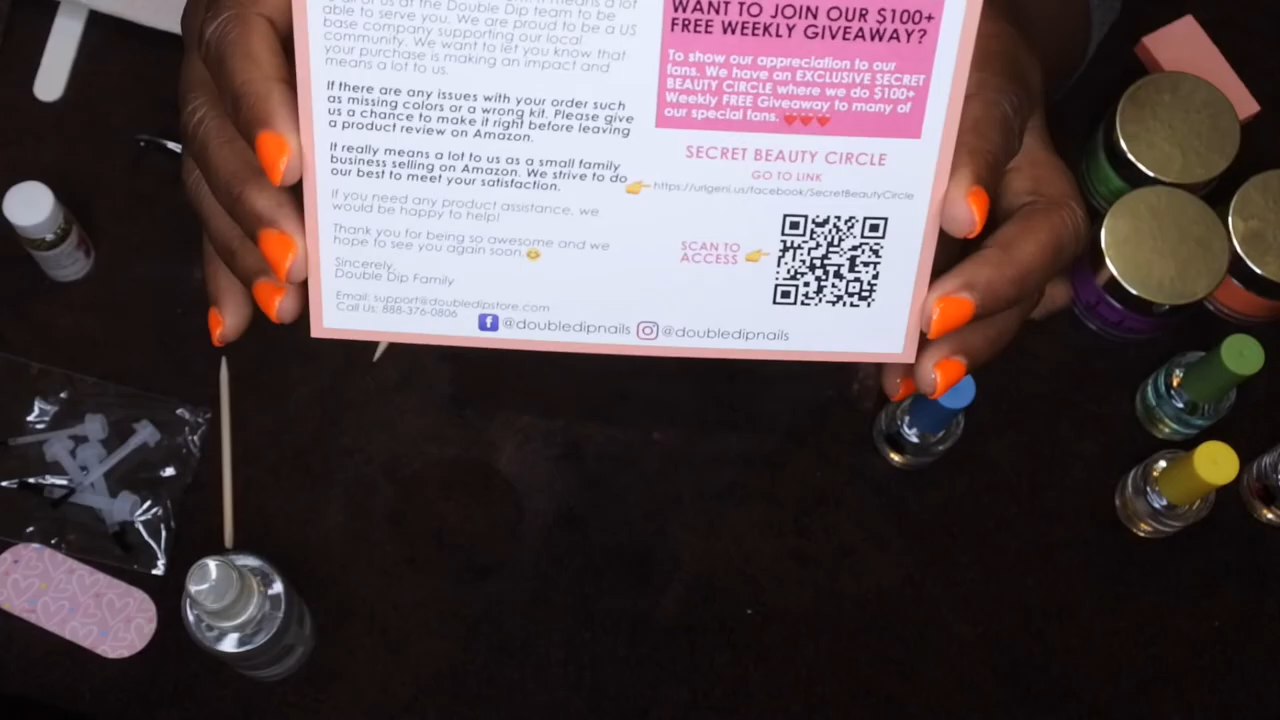 of us at the Double Dip team to be
able to serve you. We are proud to be a US
base company supporting our local
community. We want to let you know that
your purchase is making an impact and
means a lot to us.
If there are any issues with your order such
as missing colors or a wrong kit. Please give
us a chance to make it right before leaving
a product review on Amazon.
It really means a lot to us as a small family
business selling on Amazon. We strive to do
our best to meet your satisfaction.
If you need any product assistance, we
would be happy to help!
Thank you for being so awesome and we
hope to see you again soon.
Sincerely,
Double Dip Family
Email: support@doubledipstore.com
Call Us: 888-376-0806
@doubledipnails @doubledipnails
WANT TO JOIN OUR $100+
FREE WEEKLY GIVEAWAY?
To show our appreciation to our
fans. We have an EXCLUSIVE SECRET
BEAUTY CIRCLE where we do $100+
Weekly FREE Giveaway to many of
our special fans.
SECRET BEAUTY CIRCLE
GO TO LINK
https://urlgeni.us/facebook/SecretBeautyCircle
SCAN TO
ACCESS